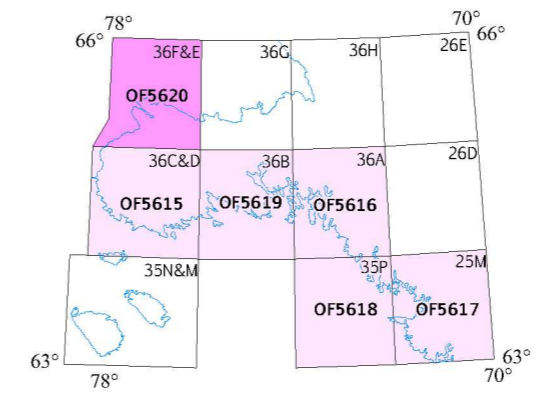 78° 70°
66° 66°
36F&E 36G 36H 26E
OF5620
36C&D 36B 36A 26D
OF5615 OF5619 OF5616
35N&M 35P 25M
OF5618 OF5617
63° 63°
78° 70°